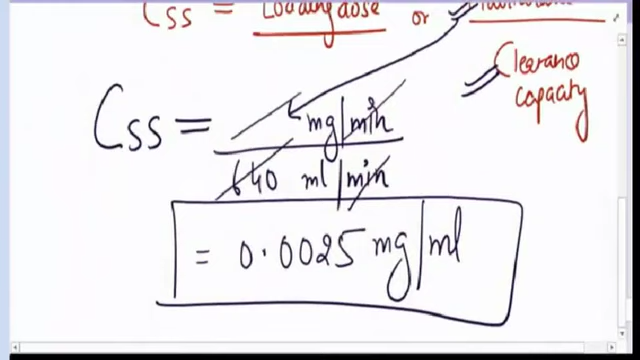 Css = Loading dose or
Clearance
capacity
Css = mg/min
640 ml/min
= 0.0025 mg/ml